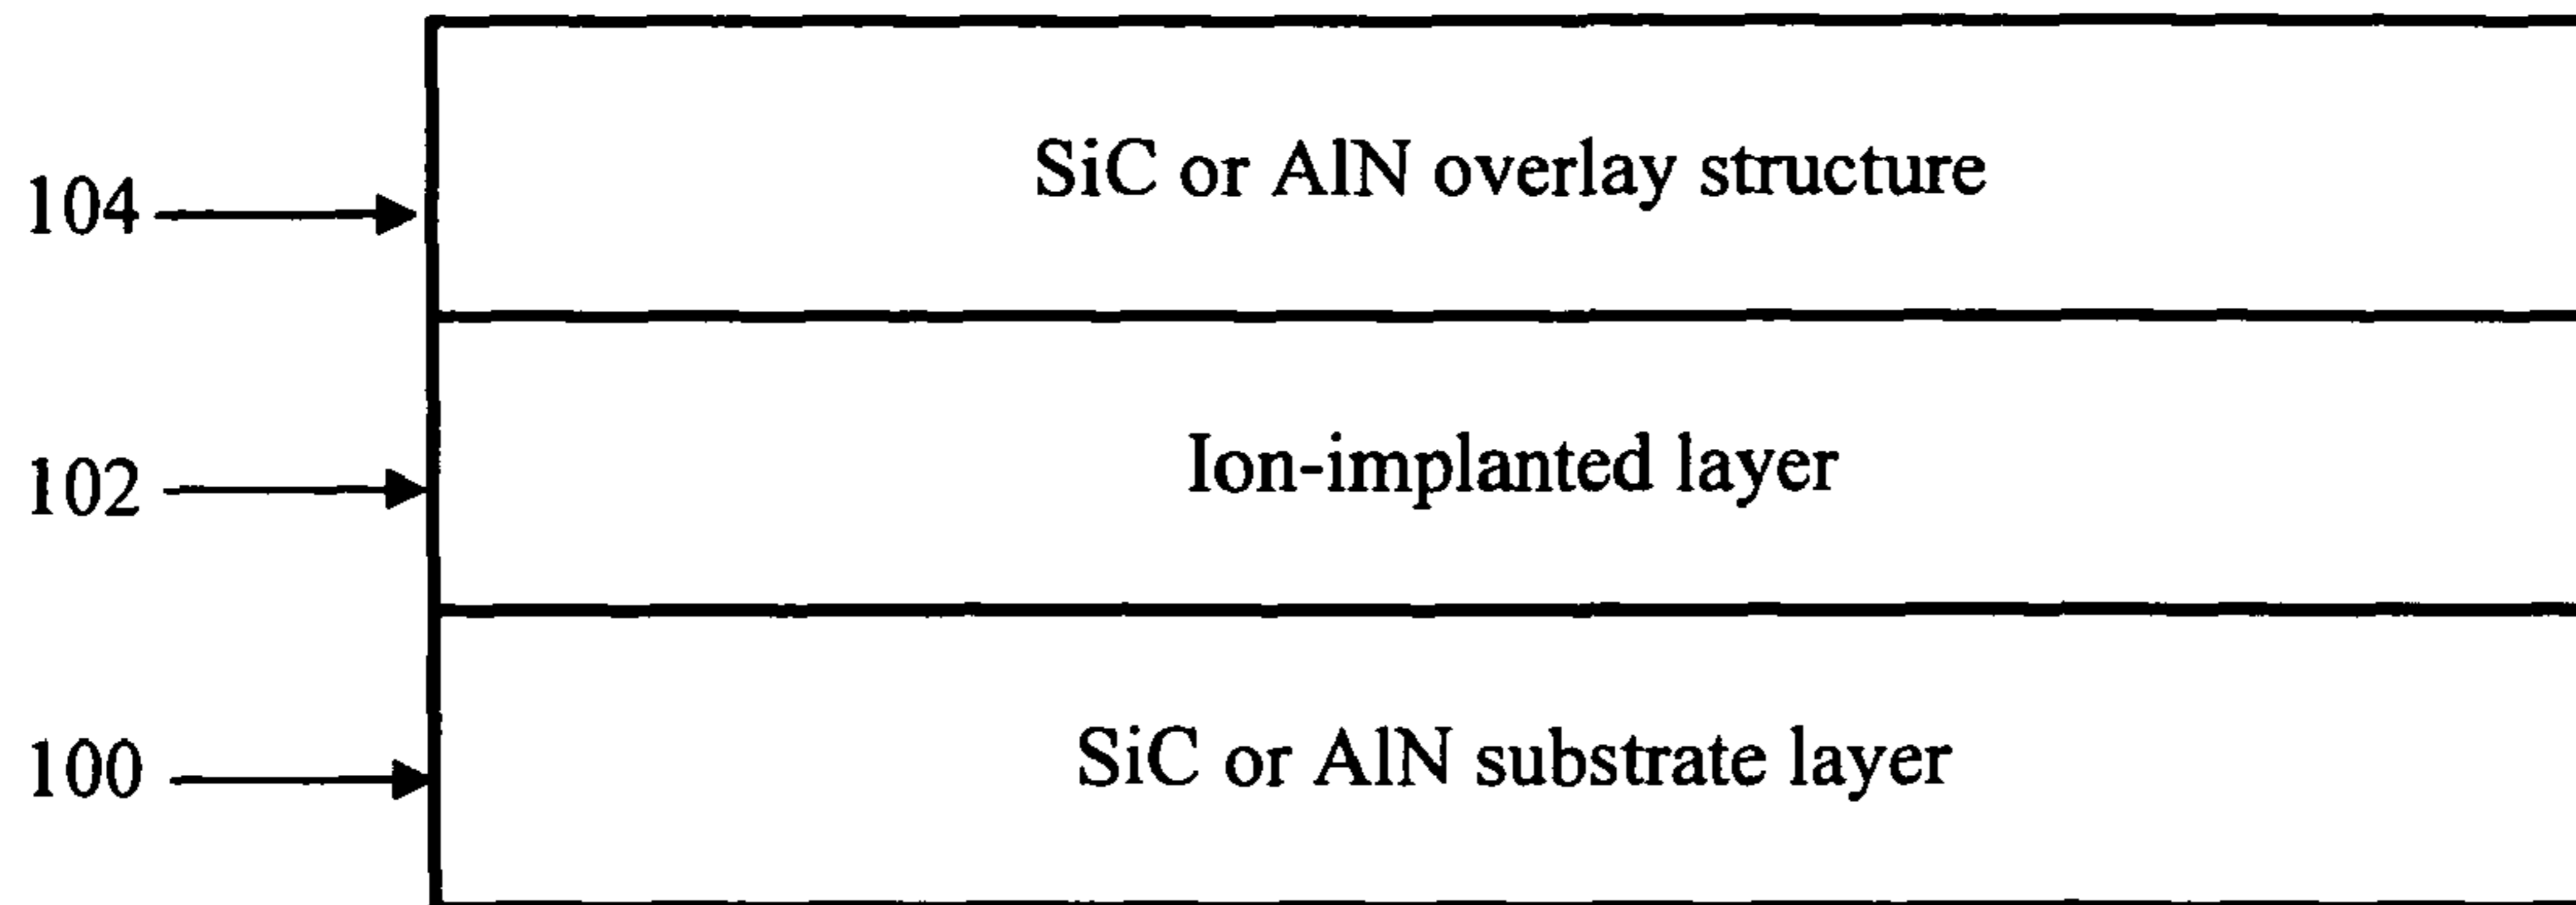 SiC or AlN overlay structure
104
Ion-implanted layer
102
SiC or AlN substrate layer
100